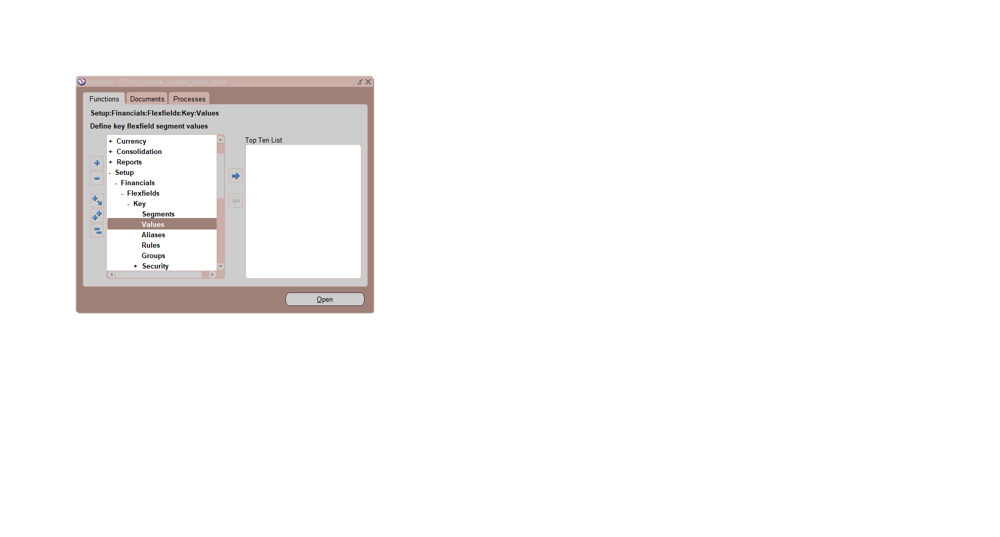 Navigator - CTHM_General_Ledger_Super_User
Functions
Documents
Processes
Setup:Financials:Flexfields:Key:Values
Define key flexfield segment values
+ Currency
+ Consolidation
+ Reports
- Setup
- Financials
- Flexfields
- Key
Segments
Values
Aliases
Rules
Groups
+ Security
Top Ten List
Open